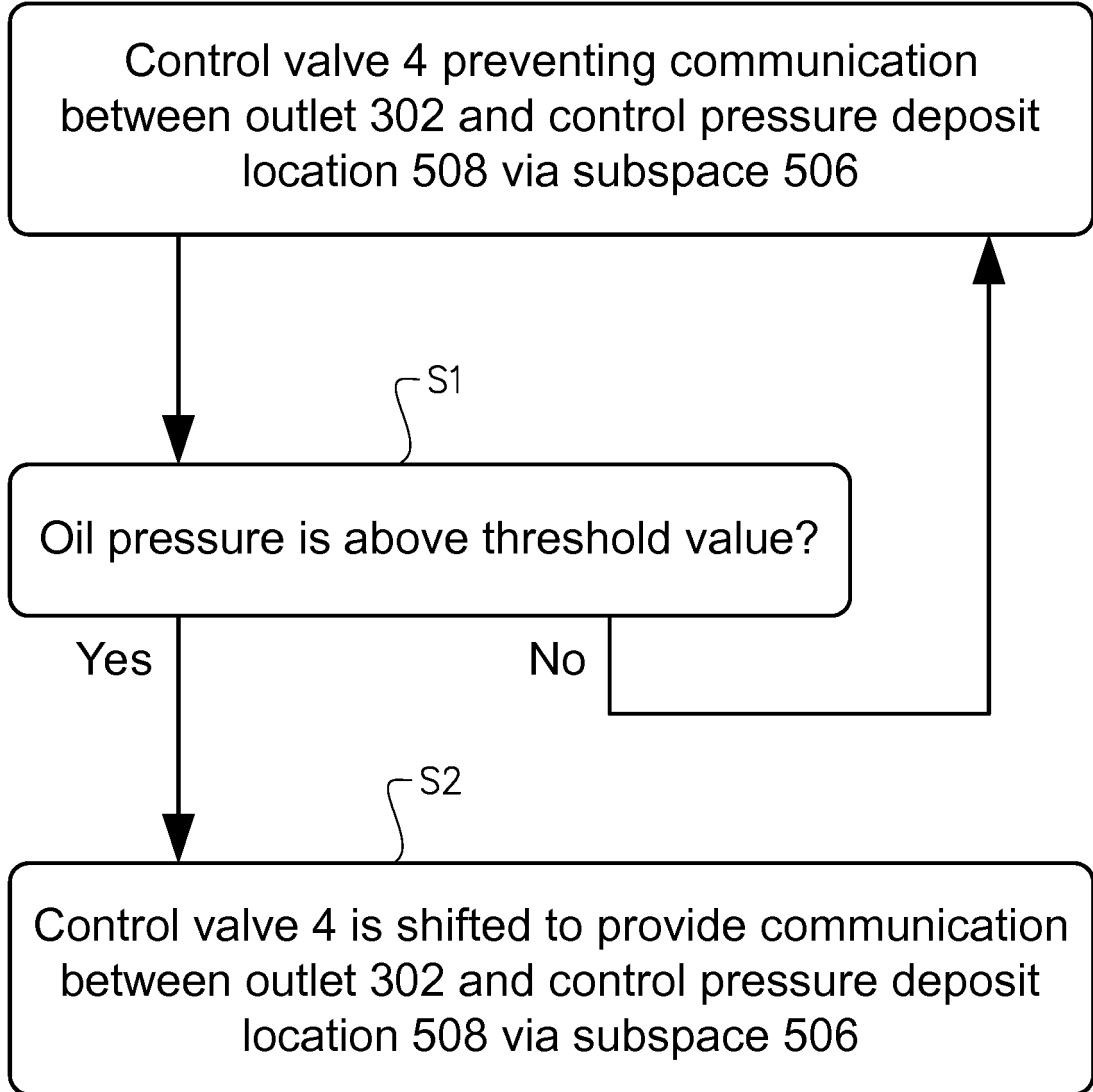 Control valve 4 preventing communication
between outlet 302 and control pressure deposit
location 508 via subspace 506
S1
Oil pressure is above threshold value?
Yes
No
S2
Control valve 4 is shifted to provide communication
between outlet 302 and control pressure deposit
location 508 via subspace 506